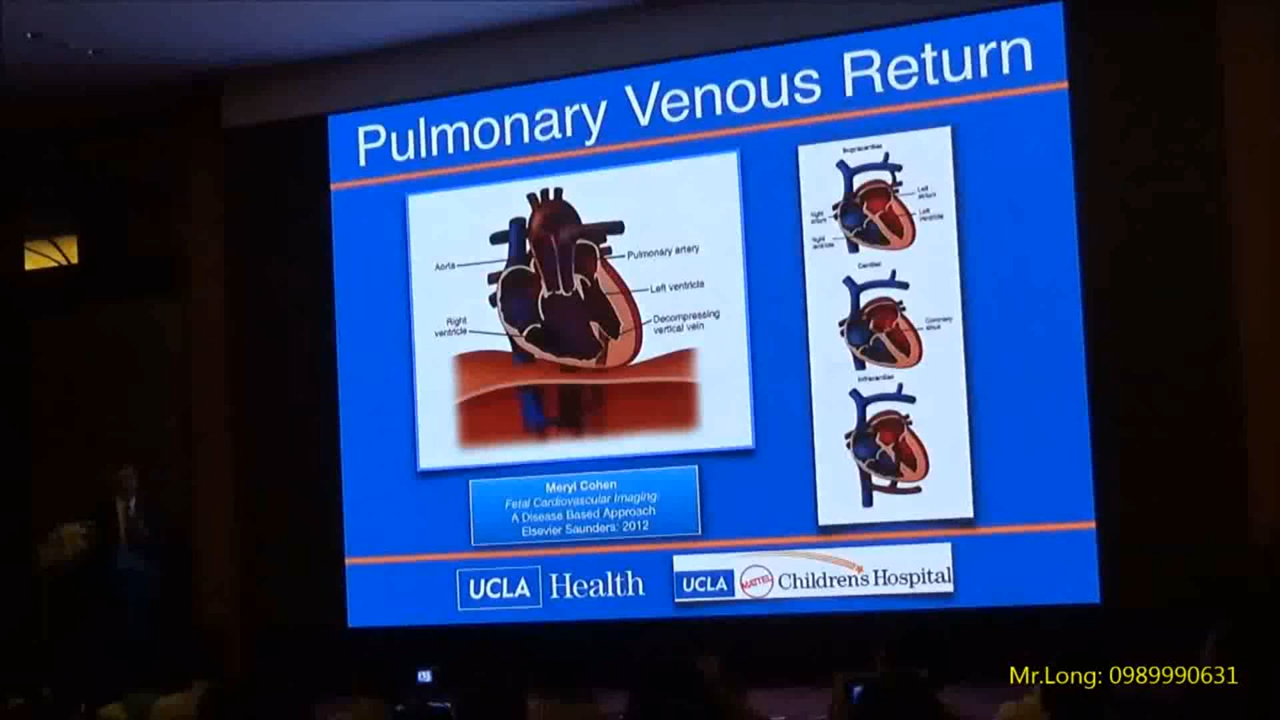 Pulmonary Venous Return
Aorta
Pulmonary artery
Left ventricle
Right
ventricle
Decompressing
vertical vein
Supracardiac
Left
atrium
Right
atrium
Left
ventricle
Right
ventricle
Cardiac
Coronary
sinus
Infracardiac
Meryl Cohen
Fetal Cardiovascular Imaging:
A Disease Based Approach
Elsevier Saunders: 2012
UCLA Health
UCLA MATTEL Children's Hospital
Mr.Long: 0989990631